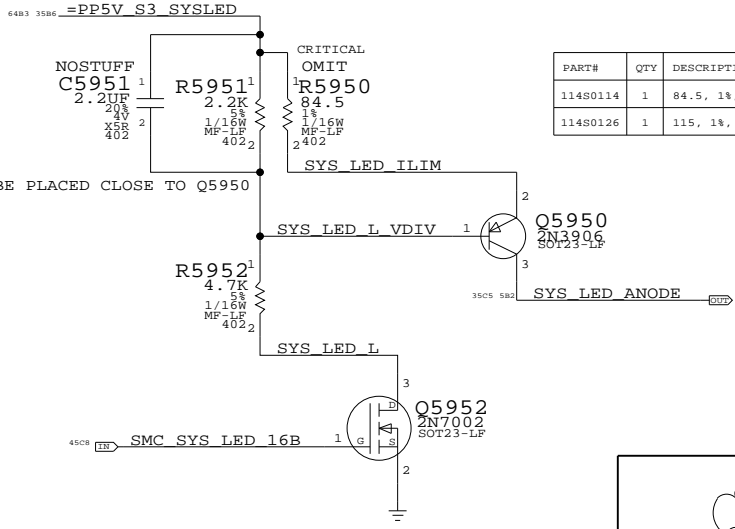 64B3 35B6 =PP5V_S3_SYSLED
NOSTUFF
C5951
2.2UF
20%
4V
X5R
402
1
2
R5951
2.2K
5%
1/16W
MF-LF
402
1
2
CRITICAL
OMIT
R5950
84.5
1%
1/16W
MF-LF
402
1
2
PART# QTY
114S0114 1 84.5, 1%
114S0126 1 115, 1%,
SYS_LED_ILIM
BE PLACED CLOSE TO Q5950
SYS_LED_L_VDIV
1
2
3
Q5950
2N3906
SOT23-LF
R5952
4.7K
5%
1/16W
MF-LF
402
1
2
35C5 5B2 SYS_LED_ANODE OUT
SYS_LED_L
3
Q5952
2N7002
SOT23-LF
D
G
S
45C8 IN SMC_SYS_LED_16B 1
2